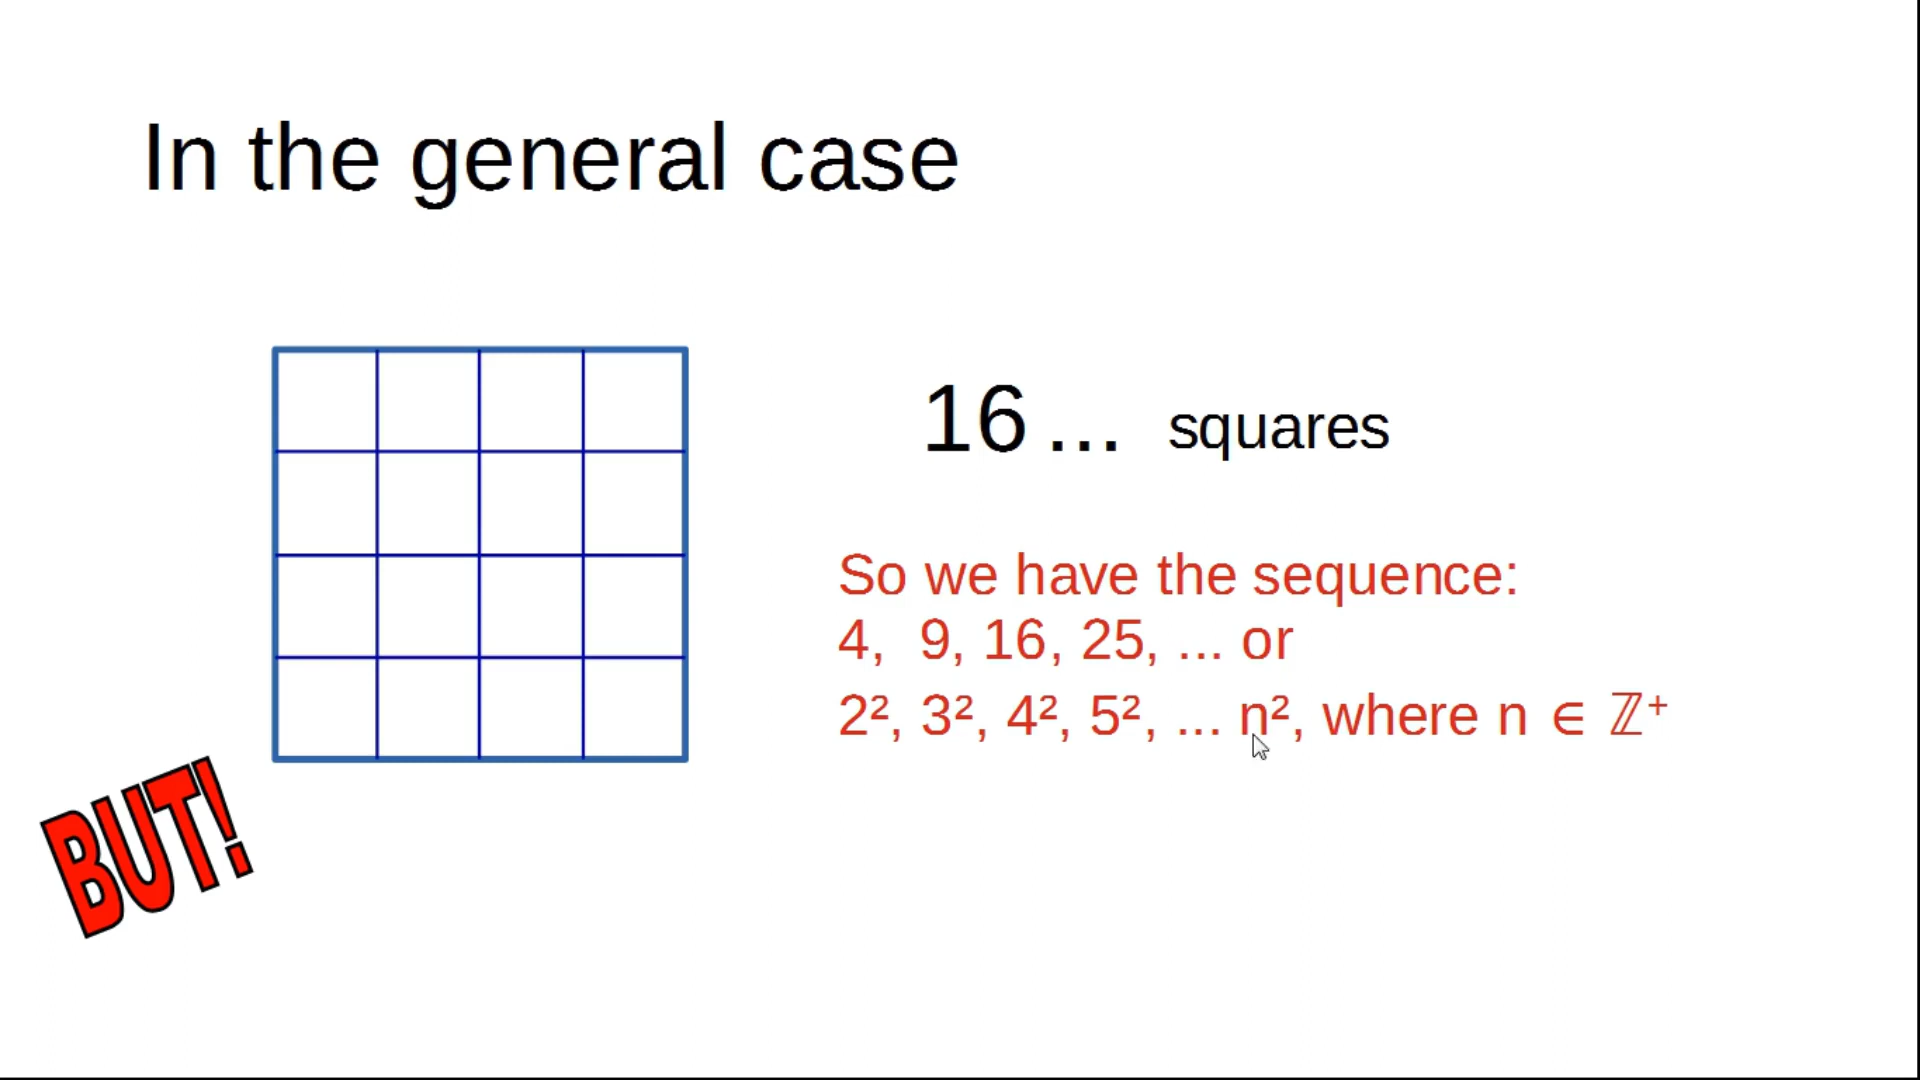 In the general case
16 ... squares
So we have the sequence:
4, 9, 16, 25, ... or
2², 3², 4², 5², ... n², where n ∈ ℤ⁺
BUT!